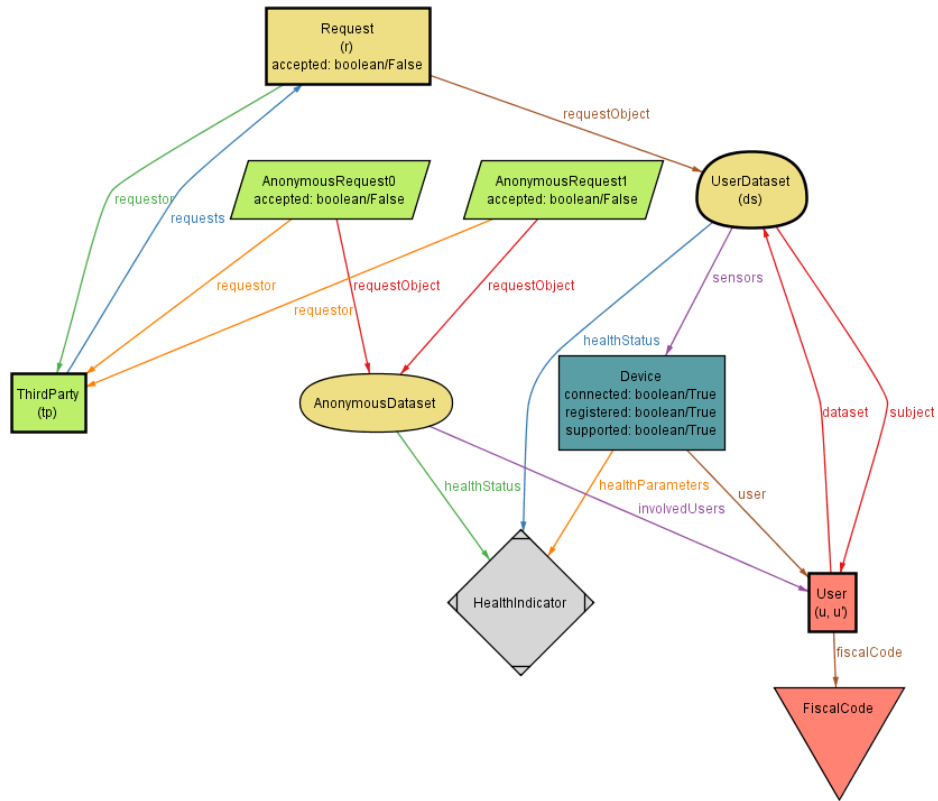 Request
(r)
accepted: boolean/False
requestObject
AnonymousRequest0
accepted: boolean/False
AnonymousRequest1
accepted: boolean/False
UserDataset
(ds)
requestor
requests
requestor
requestObject
requestObject
sensors
requestor
healthStatus
ThirdParty
(tp)
AnonymousDataset
Device
connected: boolean/True
registered: boolean/True
supported: boolean/True
dataset
subject
healthStatus
healthParameters
user
involvedUsers
HealthIndicator
User
(u, u')
fiscalCode
FiscalCode